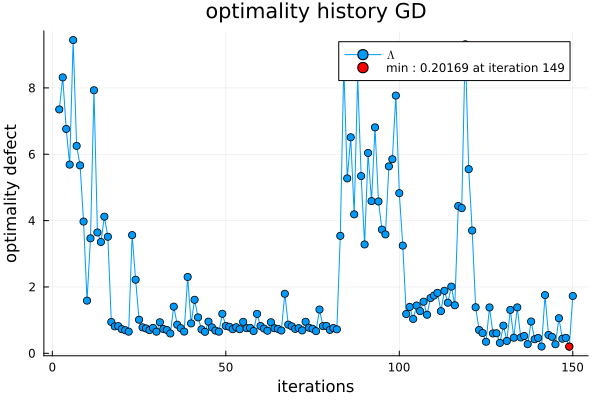 optimality history GD
Λ
min : 0.20169 at iteration 149
optimality defect
8
6
4
2
0
0 50 100 150
iterations